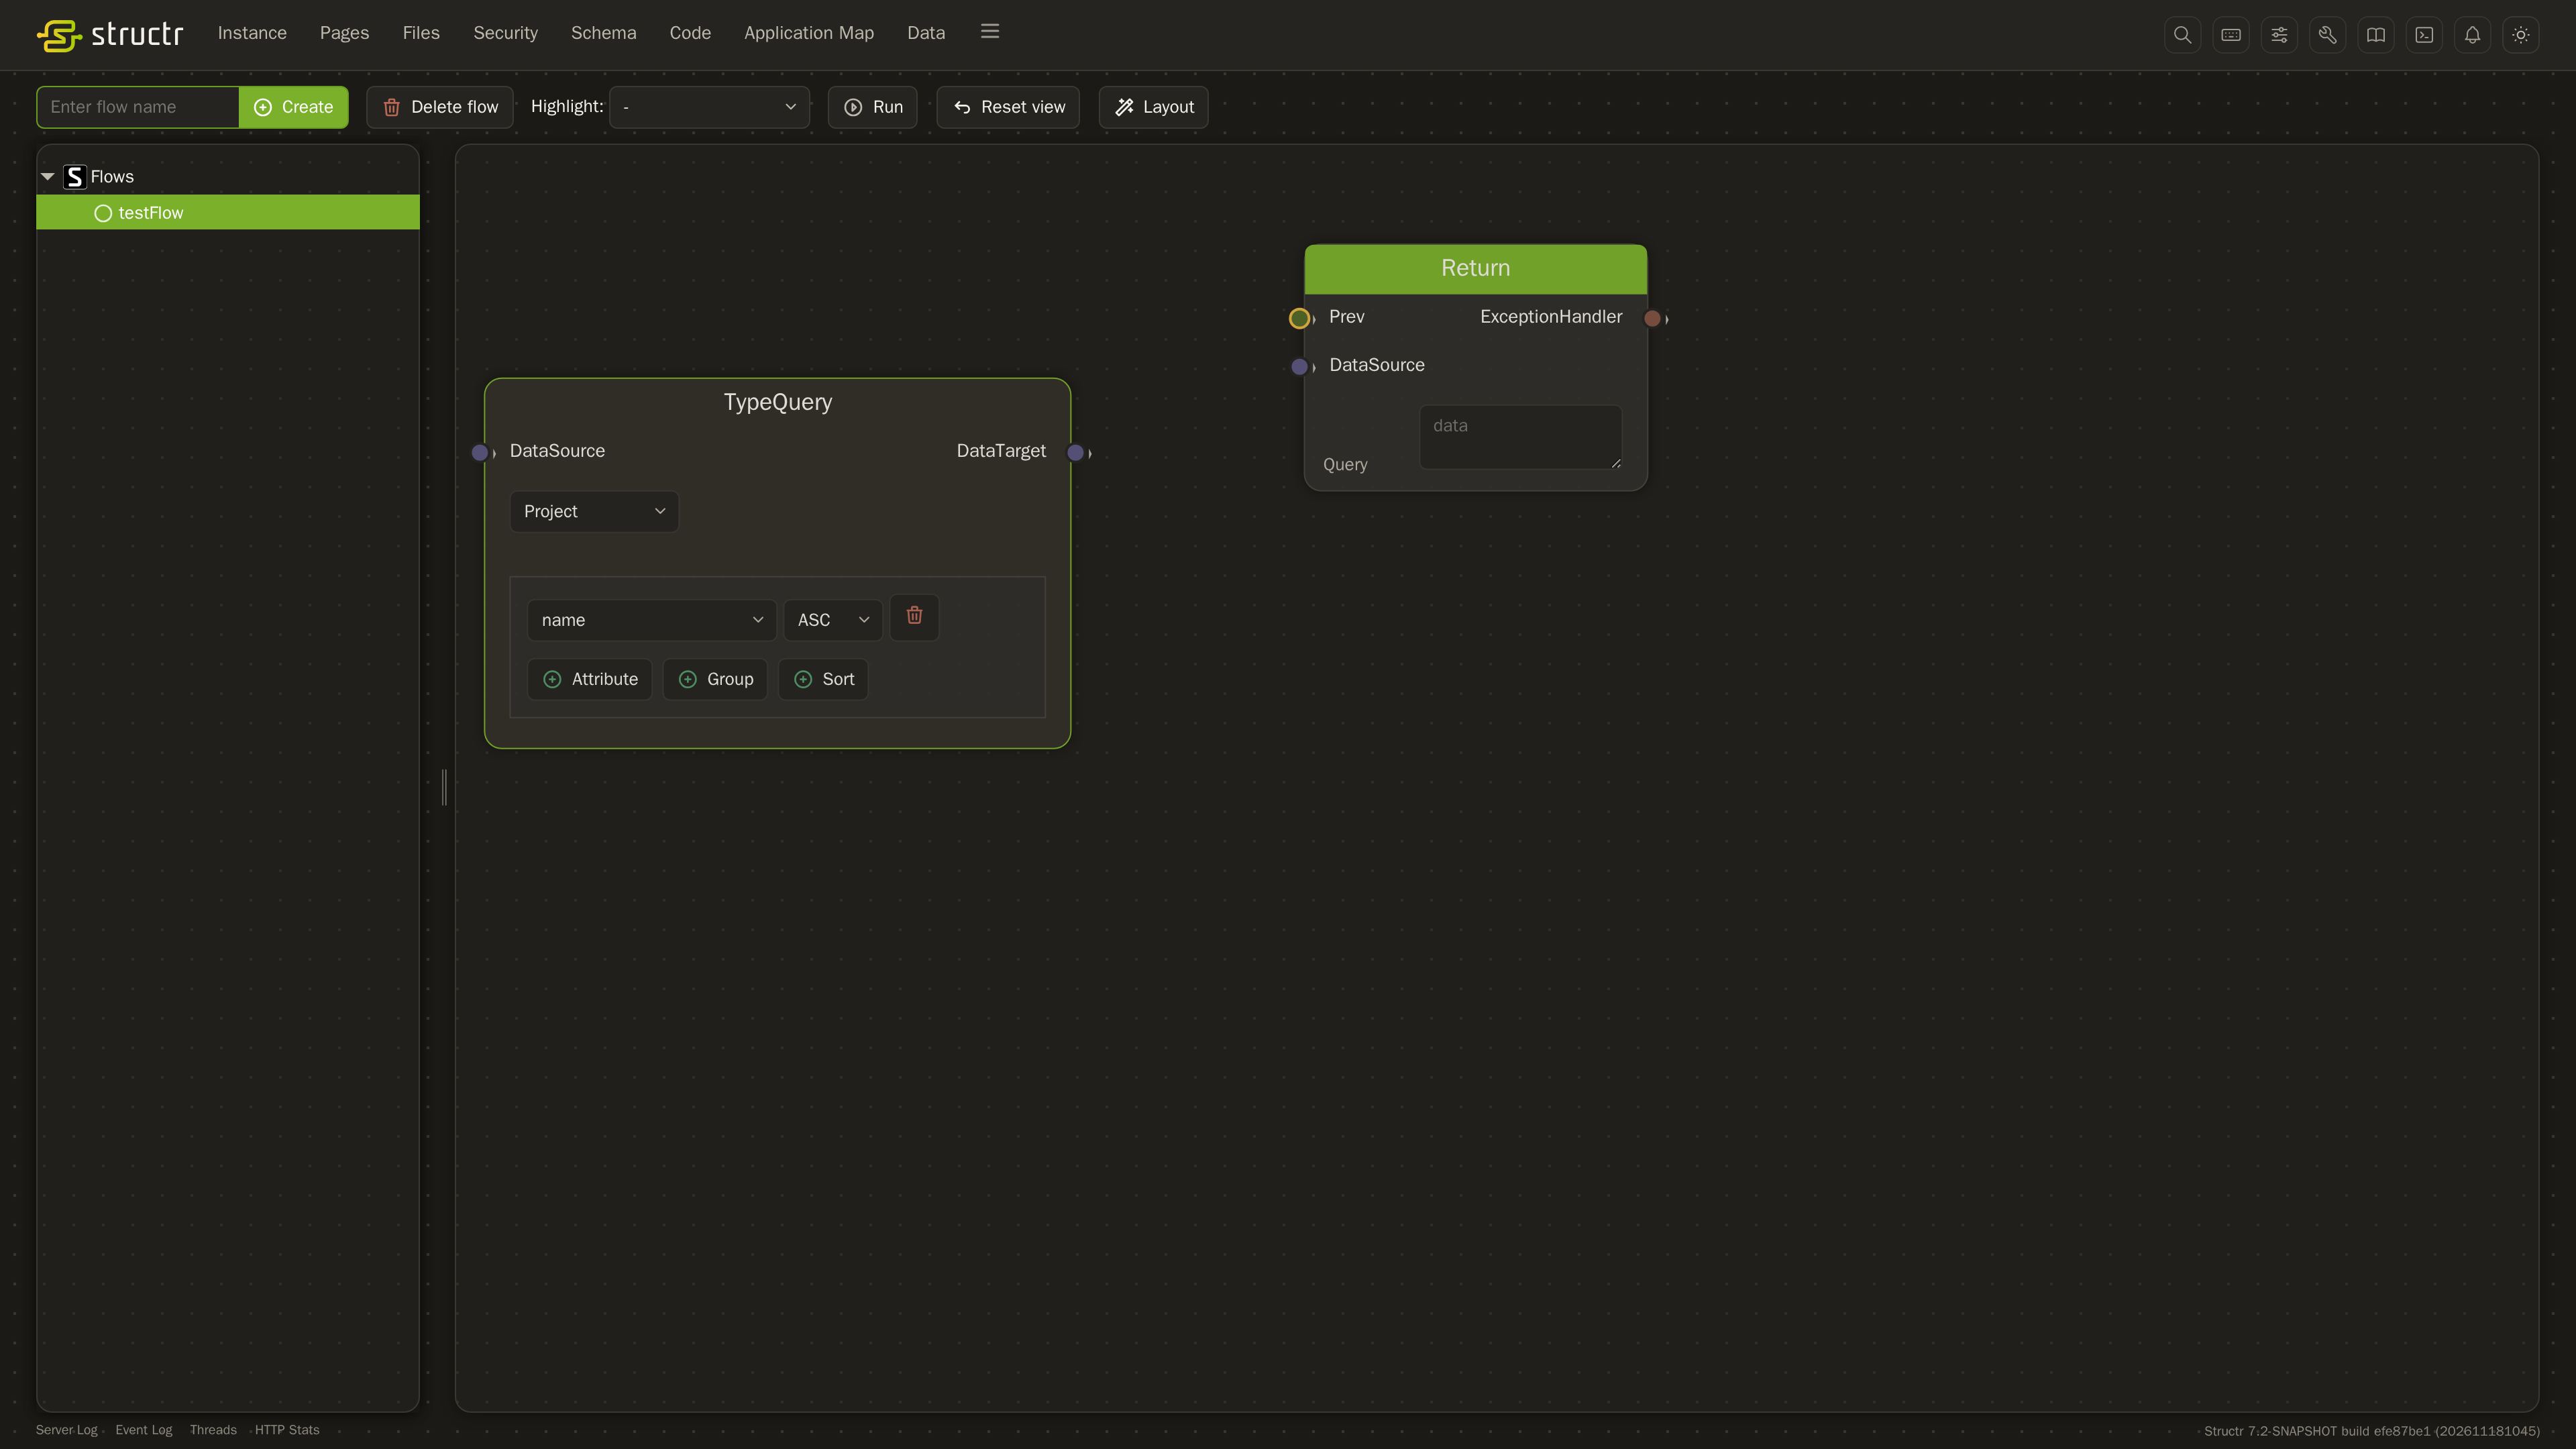 structr Instance Pages Files Security Schema Code Application Map Data
Enter flow name Create Delete flow Highlight: - Run Reset view Layout
Flows
testFlow
Return
Prev ExceptionHandler
DataSource
data
Query
TypeQuery
DataSource DataTarget
Project
name ASC
Attribute Group Sort
Server Log Event Log Threads HTTP Stats
Structr 7.2-SNAPSHOT build efe87be1 (202611181045)